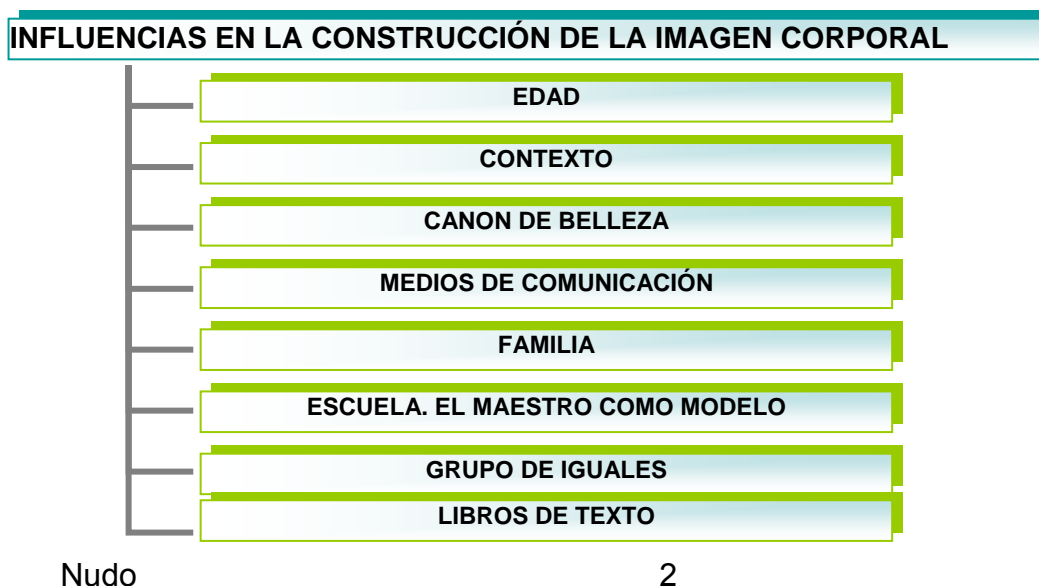 INFLUENCIAS EN LA CONSTRUCCIÓN DE LA IMAGEN CORPORAL
EDAD
CONTEXTO
CANON DE BELLEZA
MEDIOS DE COMUNICACIÓN
FAMILIA
ESCUELA. EL MAESTRO COMO MODELO
GRUPO DE IGUALES
LIBROS DE TEXTO
Nudo 2